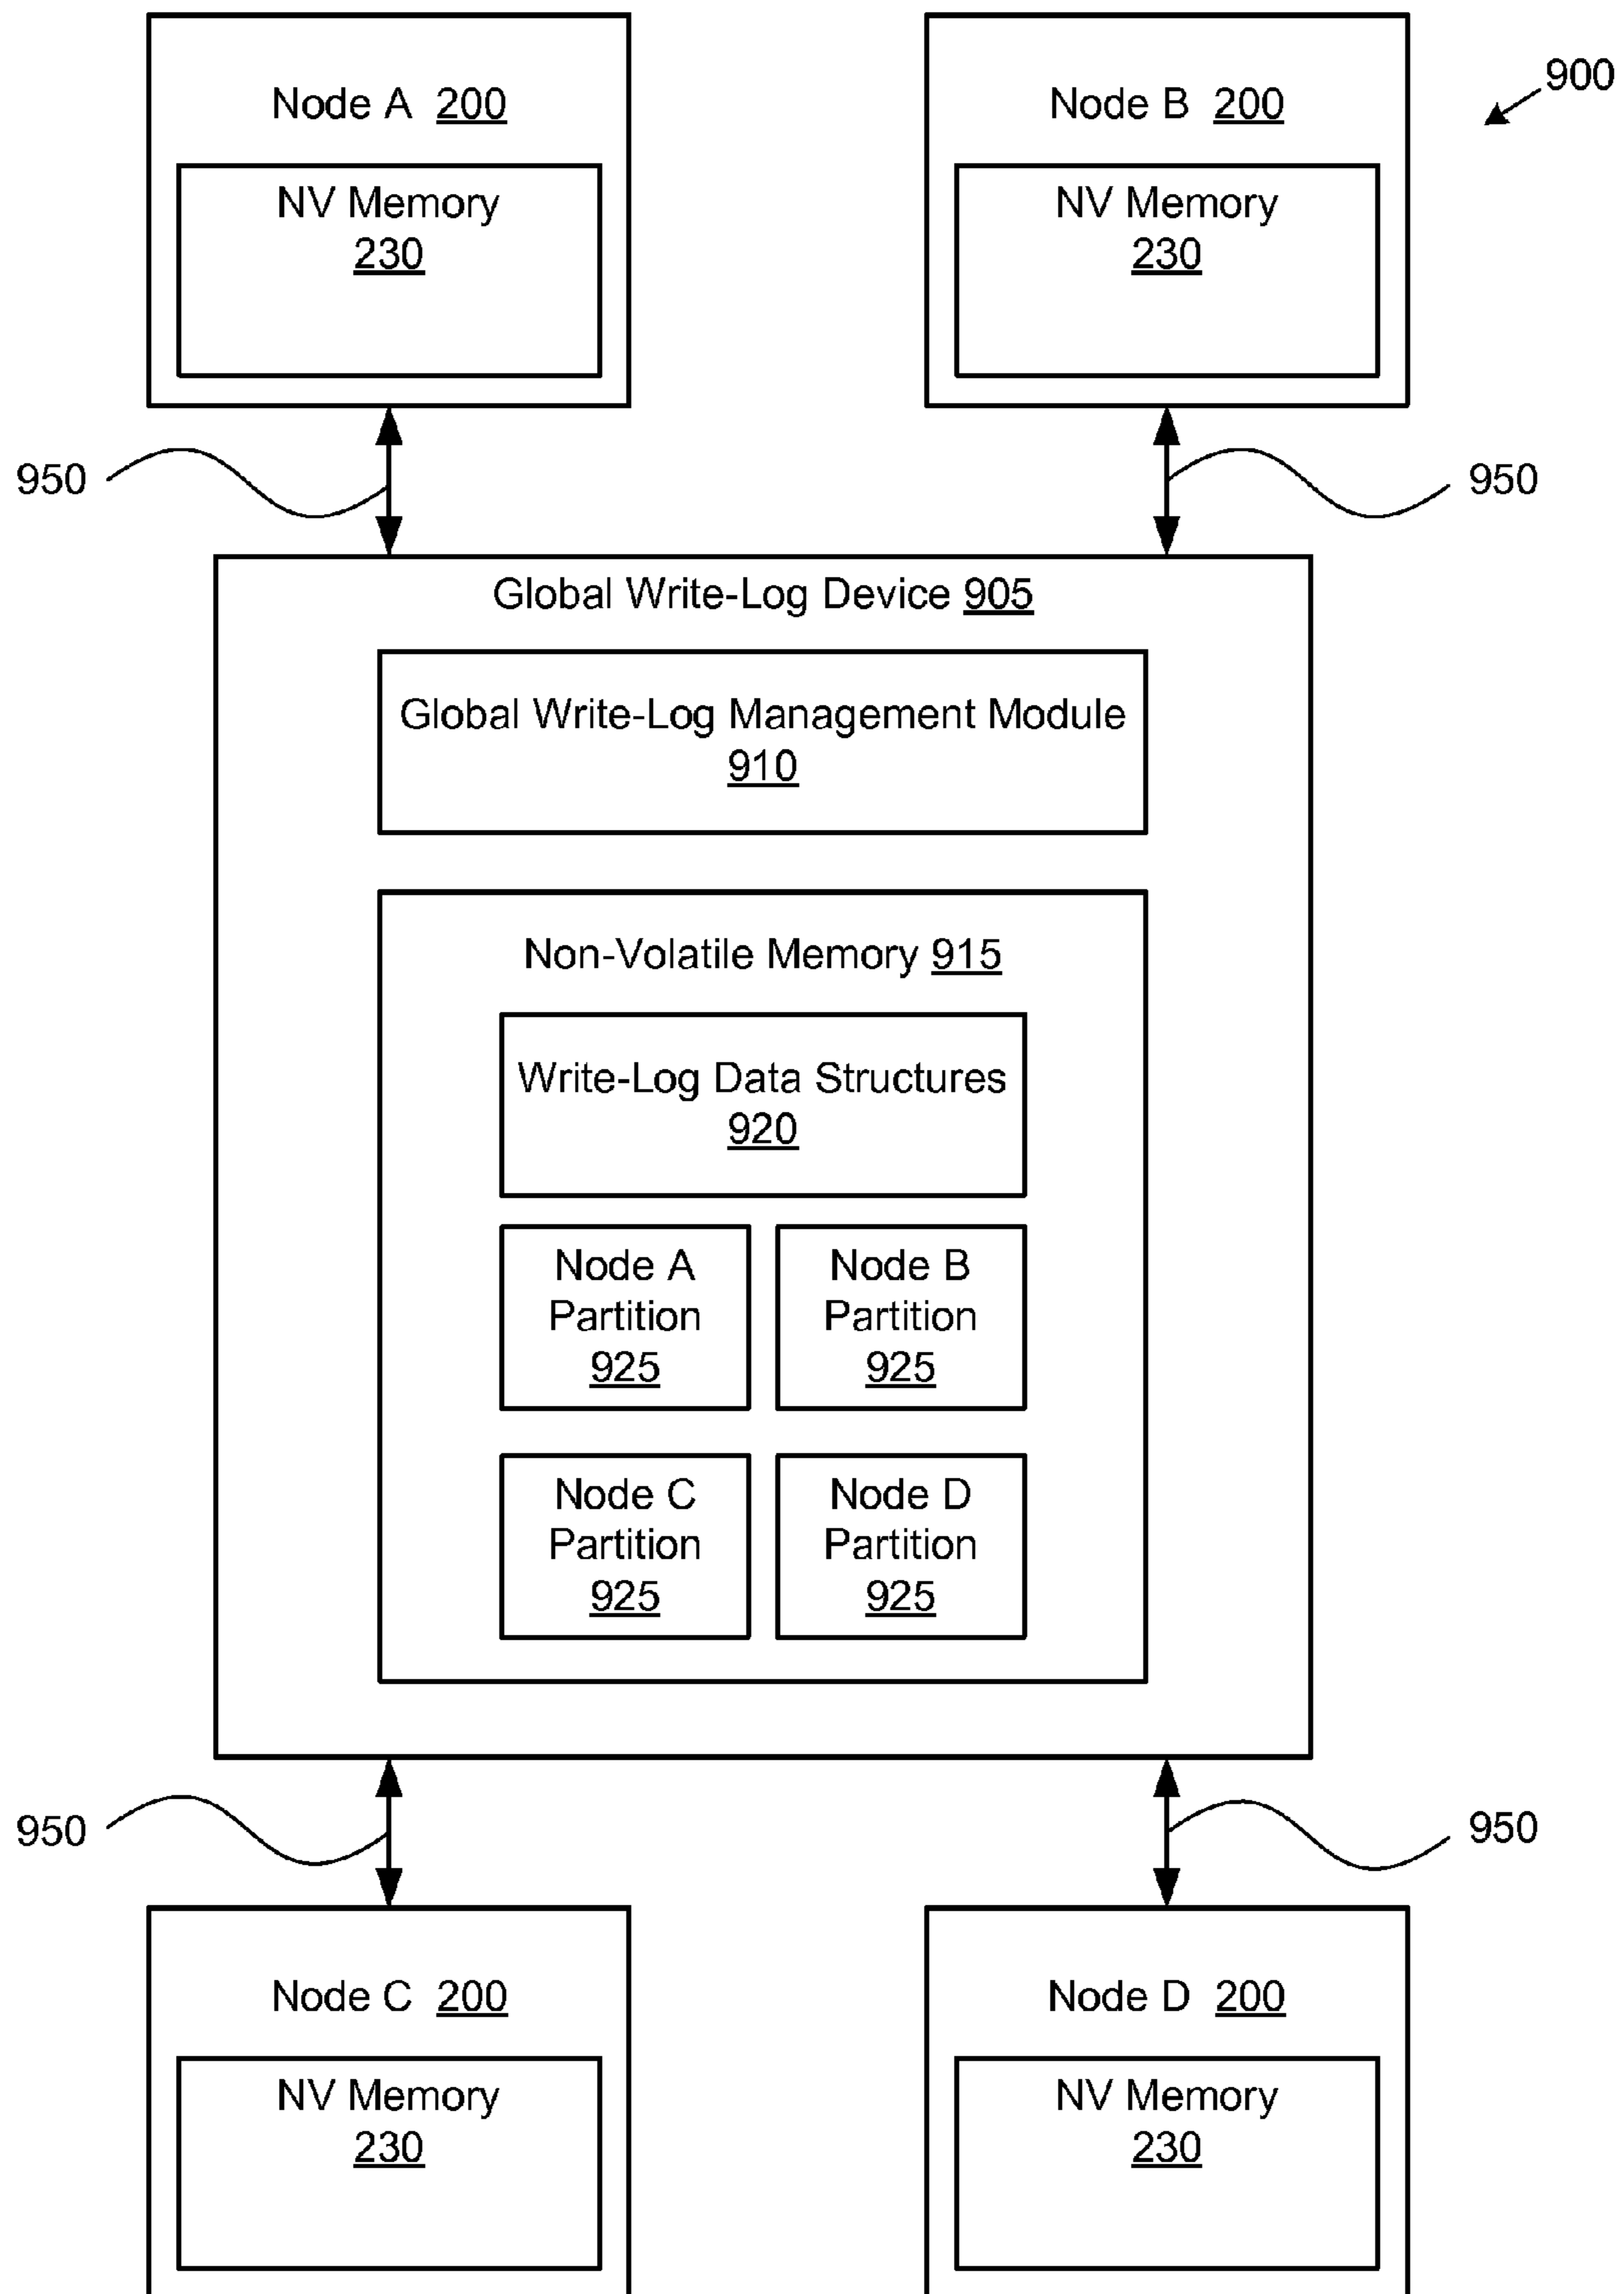 Node A 200
NV Memory
230
Node B 200
NV Memory
230
900
950
950
Global Write-Log Device 905
Global Write-Log Management Module
910
Non-Volatile Memory 915
Write-Log Data Structures
920
Node A
Partition
925
Node B
Partition
925
Node C
Partition
925
Node D
Partition
925
950
950
Node C 200
NV Memory
230
Node D 200
NV Memory
230